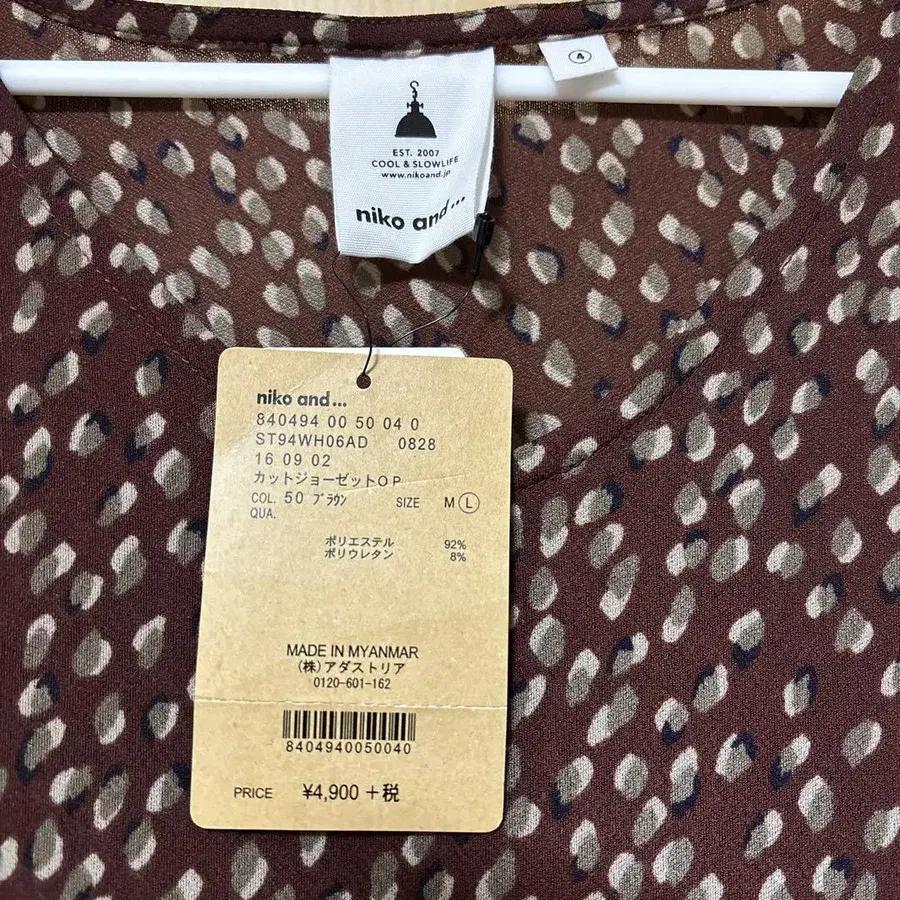 4
EST. 2007
COOL & SLOWLIFE
www.nikoand.jp
niko and ...
niko and ...
840494 00 50 04 0
ST94WH06AD 0828
16 09 02
カットジョーゼットOP
COL. 50 ブラウン SIZE M L
QUA.
ポリエステル 92%
ポリウレタン 8%
MADE IN MYANMAR
(株)アダストリア
0120-601-162
8404940050040
PRICE ¥4,900 +税